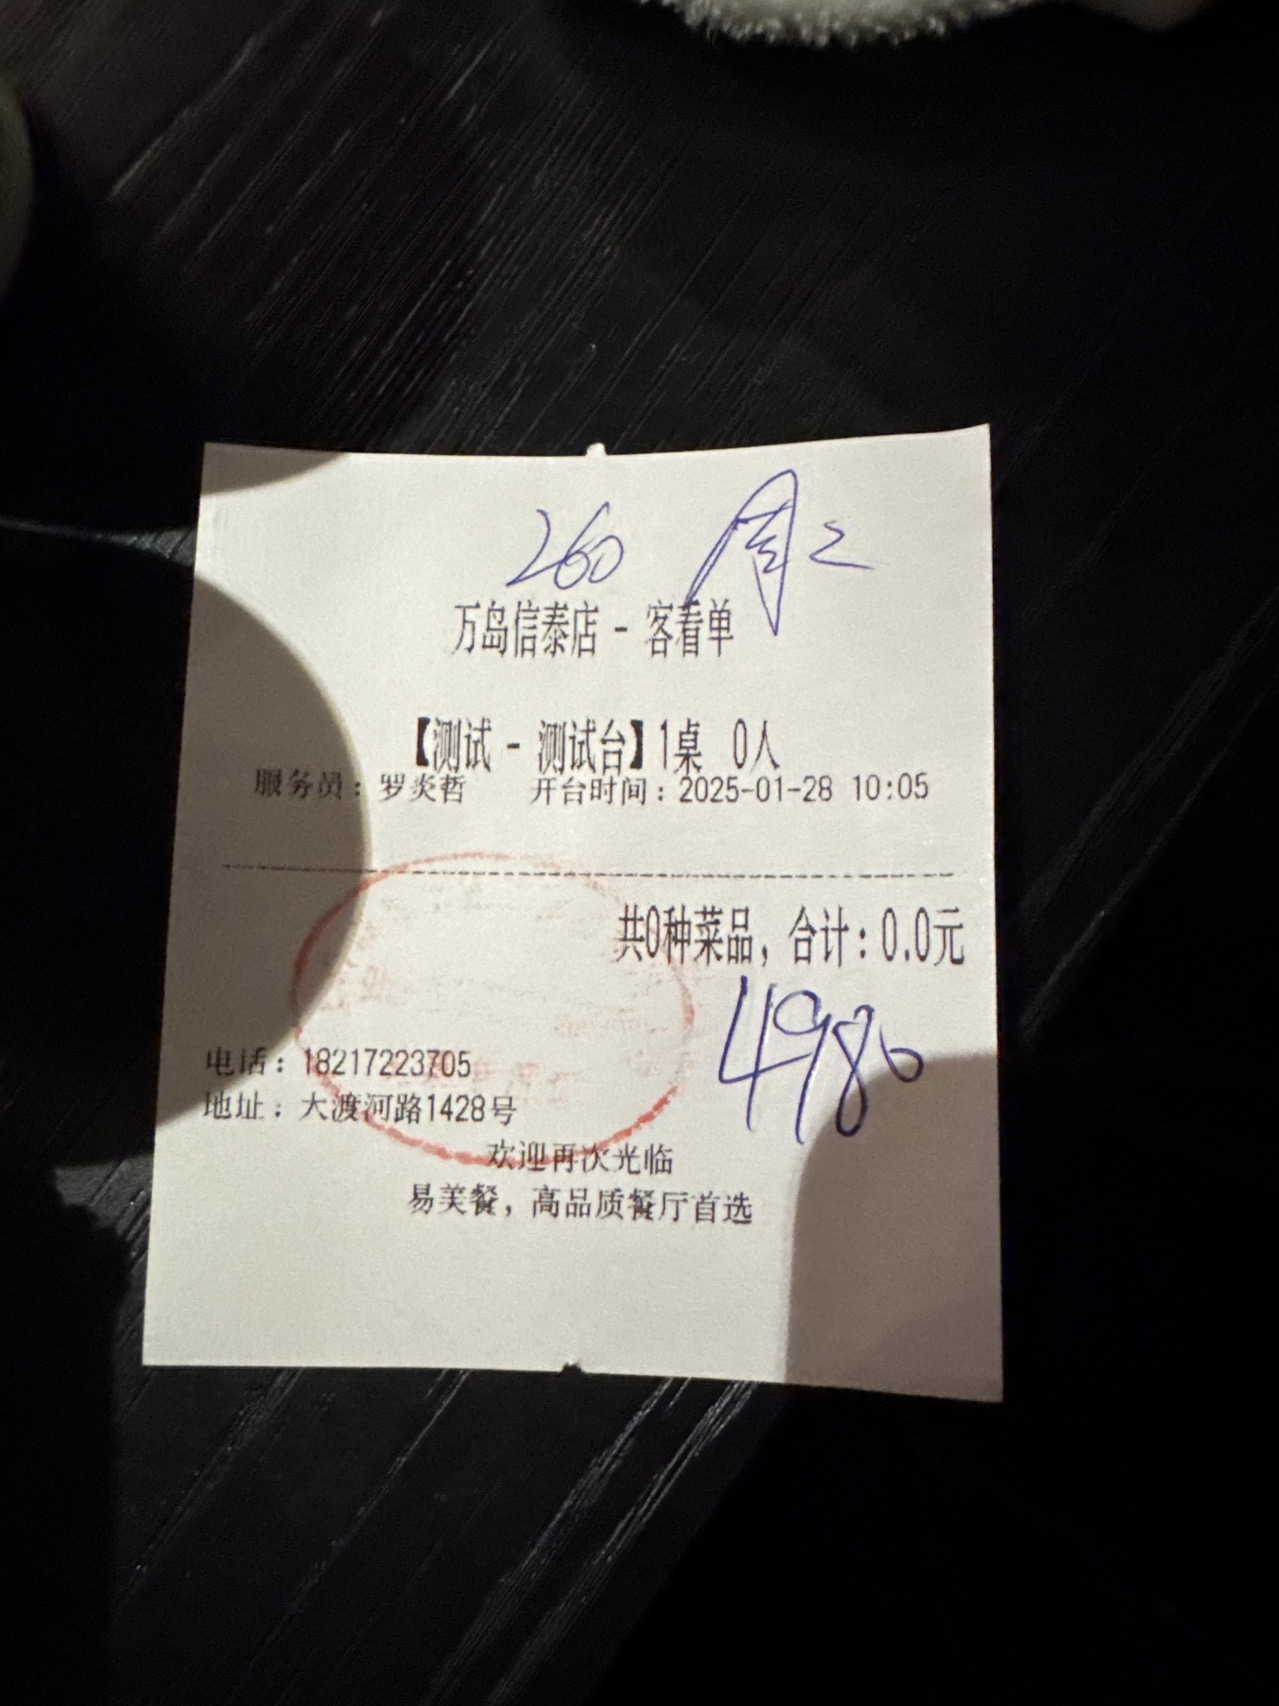 260 周之
万岛信泰店 - 客看单
【测试 - 测试台】1桌 0人
服务员：罗炎哲 开台时间：2025-01-28 10:05
共0种菜品，合计：0.0元
4980
电话：18217223705
地址：大渡河路1428号
欢迎再次光临
易芙餐，高品质餐厅首选